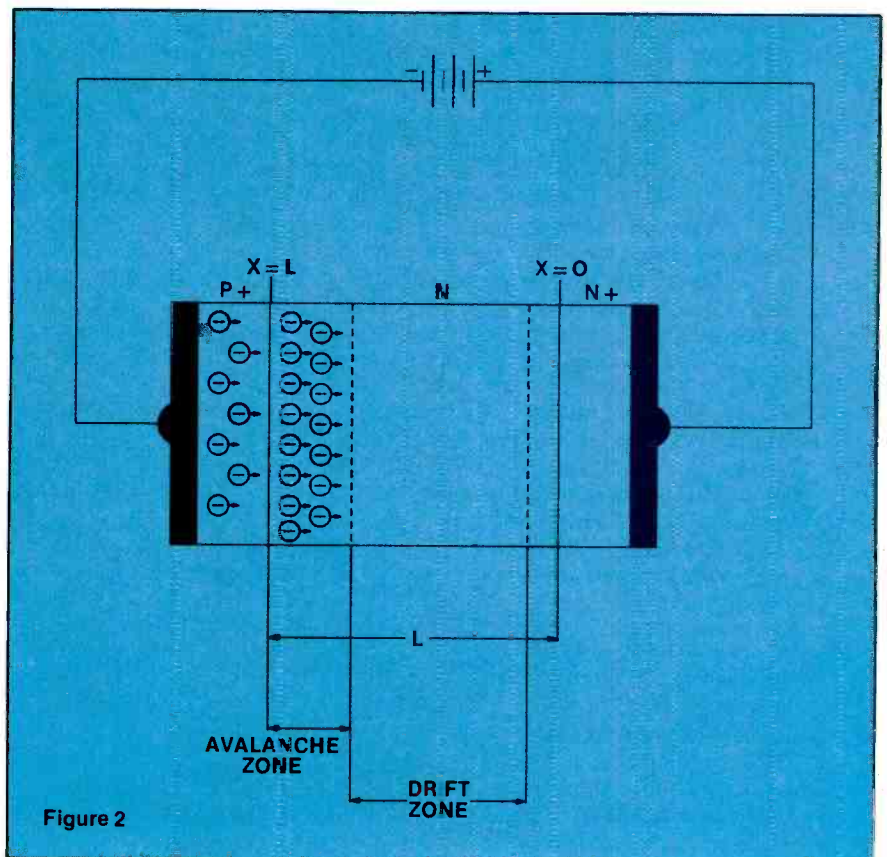 - +
X = L X = O
P + N N +
L
AVALANCHE
ZONE
DR FT
ZONE
Figure 2